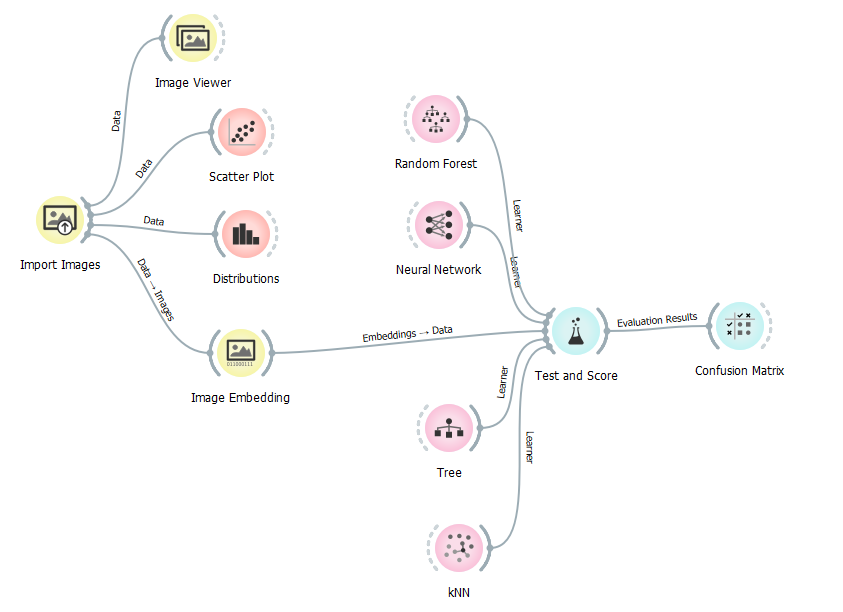 Image Viewer
Data
Scatter Plot
Data
Random Forest
Import Images
Data
Distributions
Neural Network
Learner
Learner
Data → Images
Image Embedding
011000111
Embeddings → Data
Test and Score
Evaluation Results
Confusion Matrix
Learner
Tree
Learner
kNN